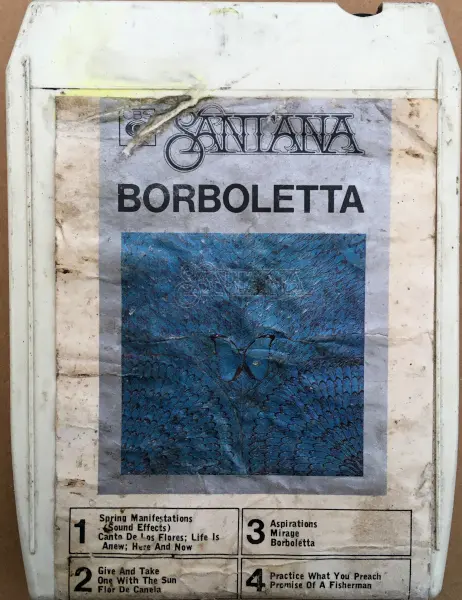 SANTANA
BORBOLETTA
SANTANA
1
Spring Manifestations
(Sound Effects)
Canto De Los Flores; Life Is
Anew; Here And Now
2
Give And Take
One With The Sun
Flor De Canela
3
Aspirations
Mirage
Borboletta
4
Practice What You Preach
Promise Of A Fisherman